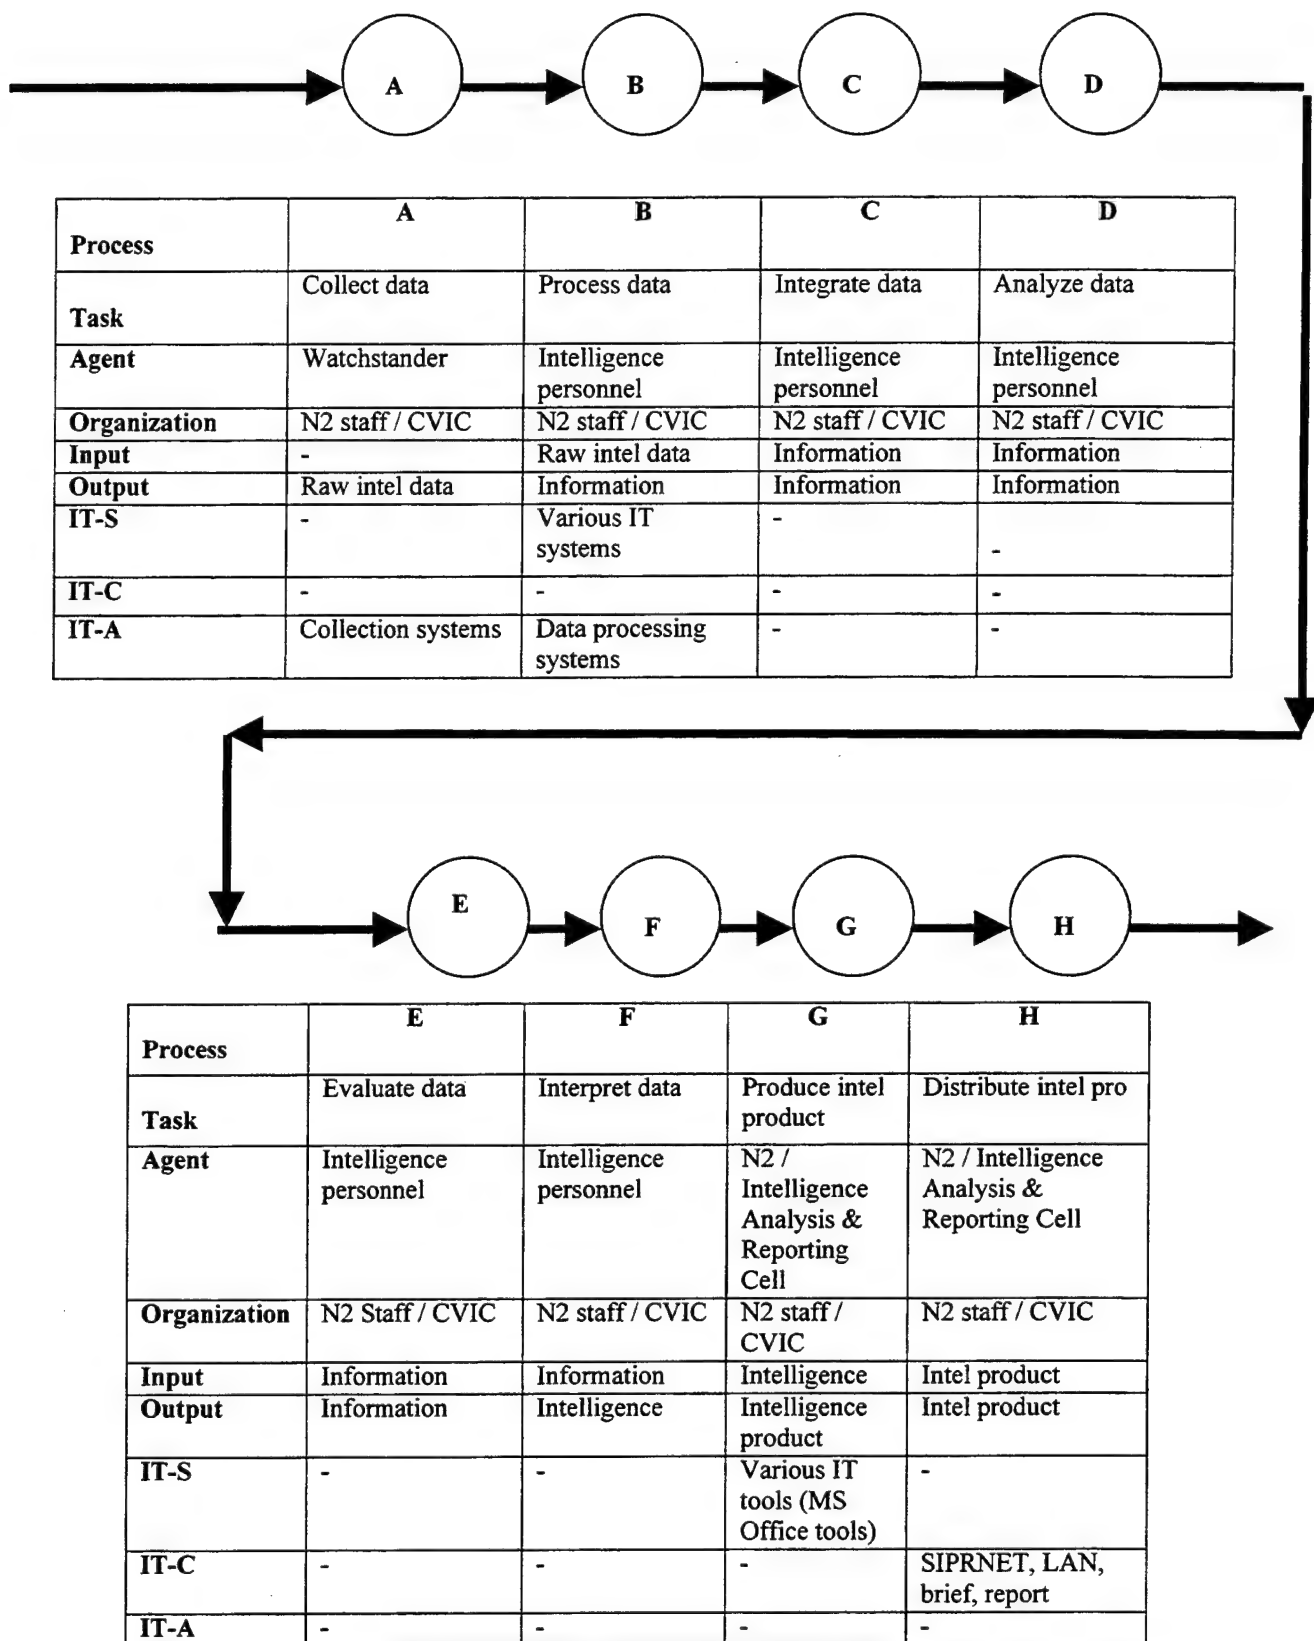 A B C D
A B C D
Process
Collect data Process data Integrate data Analyze data
Task
Agent Watchstander Intelligence Intelligence Intelligence
personnel personnel personnel
Organization N2 staff / CVIC N2 staff / CVIC N2 staff / CVIC N2 staff / CVIC
Input - Raw intel data Information Information
Output Raw intel data Information Information Information
IT-S - Various IT -
systems -
IT-C - - - -
IT-A Collection systems Data processing - -
systems
E F G H
E F G H
Process
Evaluate data Interpret data Produce intel Distribute intel pro
Task product
Agent Intelligence Intelligence N2 / N2 / Intelligence
personnel personnel Intelligence Analysis &
Analysis & Reporting Cell
Reporting
Cell
Organization N2 Staff / CVIC N2 staff / CVIC N2 staff / N2 staff / CVIC
CVIC
Input Information Information Intelligence Intel product
Output Information Intelligence Intelligence Intel product
product
IT-S - - Various IT -
tools (MS
Office tools)
IT-C - - - SIPRNET, LAN,
brief, report
IT-A - - - -